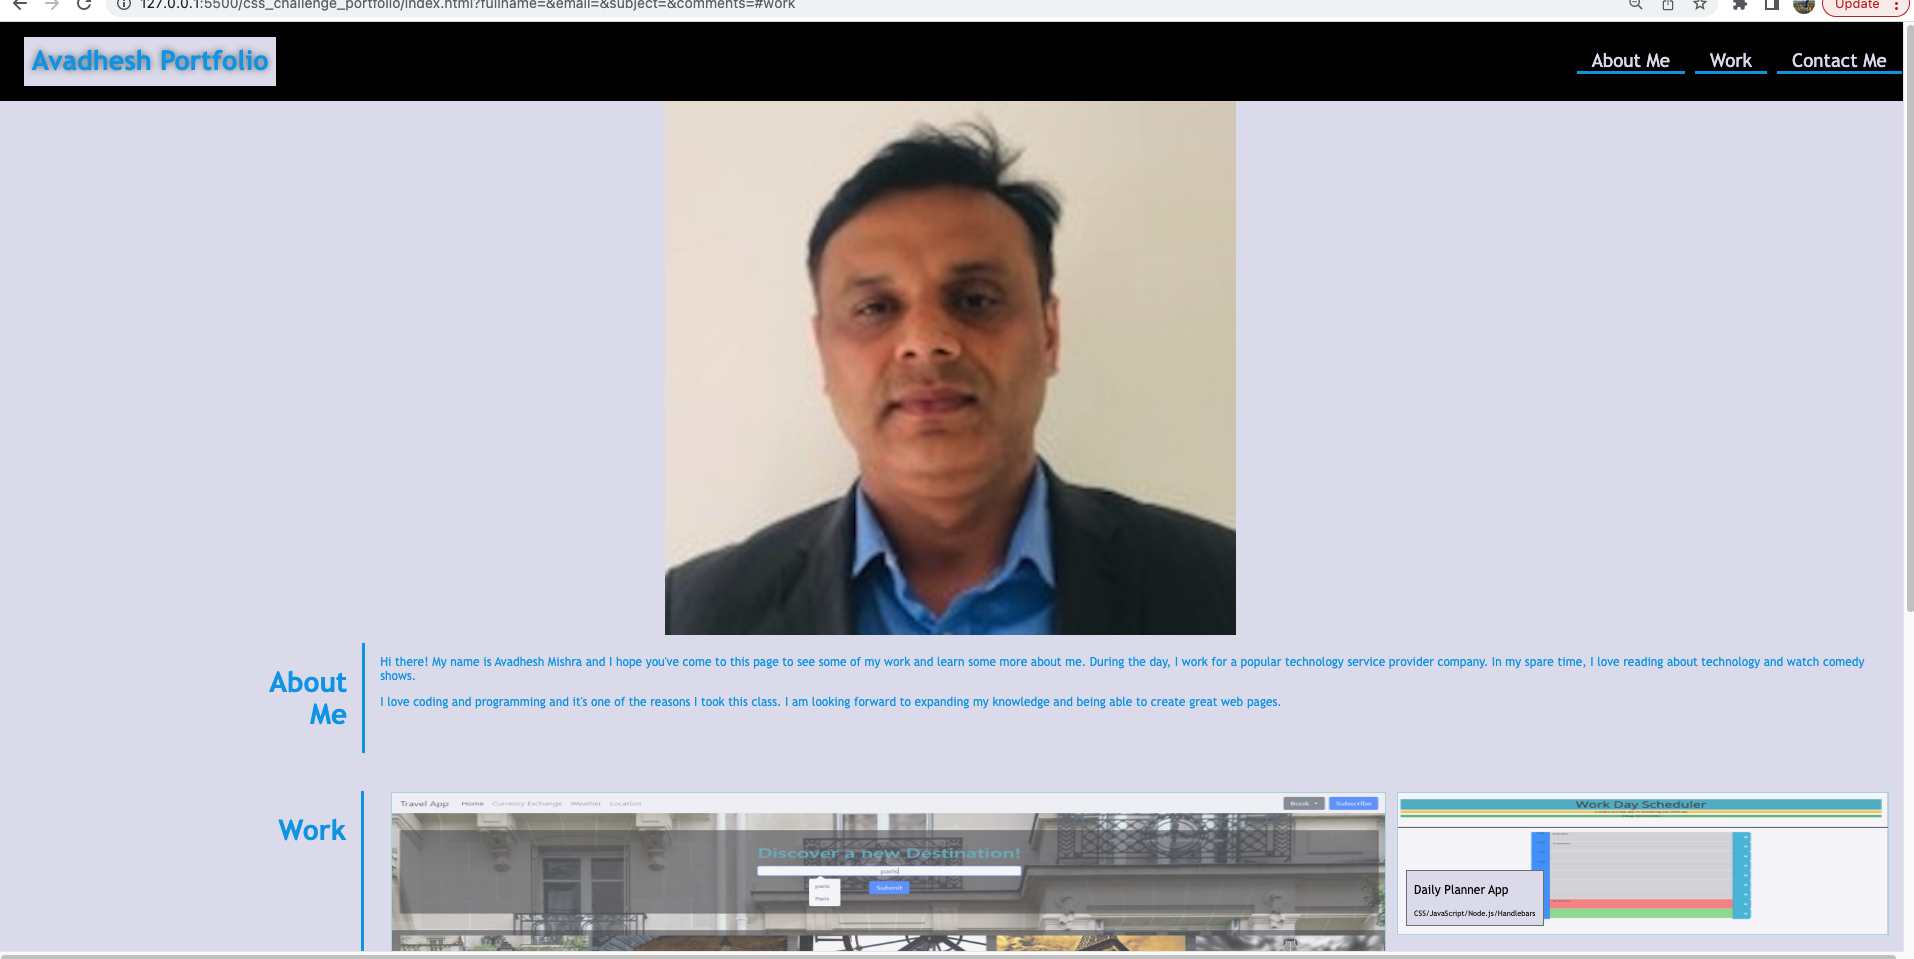 127.0.0.1:5500/css_challenge_portfolio/index.html?fullname=&email=&subject=&comments=#work
Update
Avadhesh Portfolio
About Me
Work
Contact Me
Hi there! My name is Avadhesh Mishra and I hope you've come to this page to see some of my work and learn some more about me. During the day, I work for a popular technology service provider company. In my spare time, I love reading about technology and watch comedy
shows.
About
Me
I love coding and programming and it's one of the reasons I took this class. I am looking forward to expanding my knowledge and being able to create great web pages.
Work
Travel App
Home
Currency Exchange
Weather
Location
Book
Subscribe
Discover a new Destination!
paris
paris
Paris
Submit
Work Day Scheduler
Daily Planner App
CSS/JavaScript/Node.js/Handlebars